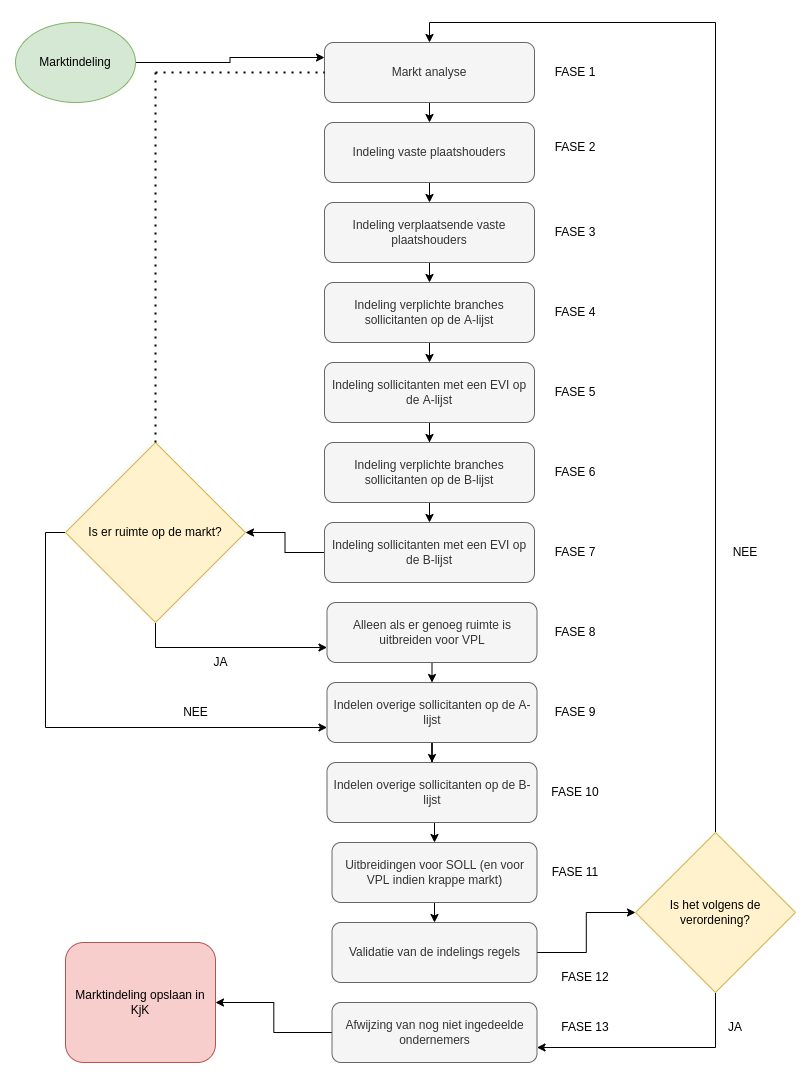 Marktindeling
Markt analyse
FASE 1
Indeling vaste plaatshouders
FASE 2
Indeling verplaatsende vaste
plaatshouders
FASE 3
Indeling verplichte branches
sollicitanten op de A-lijst
FASE 4
Indeling sollicitanten met een EVI op
de A-lijst
FASE 5
Indeling verplichte branches
sollicitanten op de B-lijst
FASE 6
Is er ruimte op de markt?
Indeling sollicitanten met een EVI op
de B-lijst
FASE 7
NEE
Alleen als er genoeg ruimte is
uitbreiden voor VPL
FASE 8
JA
NEE
Indelen overige sollicitanten op de A-
lijst
FASE 9
Indelen overige sollicitanten op de B-
lijst
FASE 10
Uitbreidingen voor SOLL (en voor
VPL indien krappe markt)
FASE 11
Is het volgens de
verordening?
Validatie van de indelings regels
FASE 12
Marktindeling opslaan in
KjK
Afwijzing van nog niet ingedeelde
ondernemers
FASE 13
JA